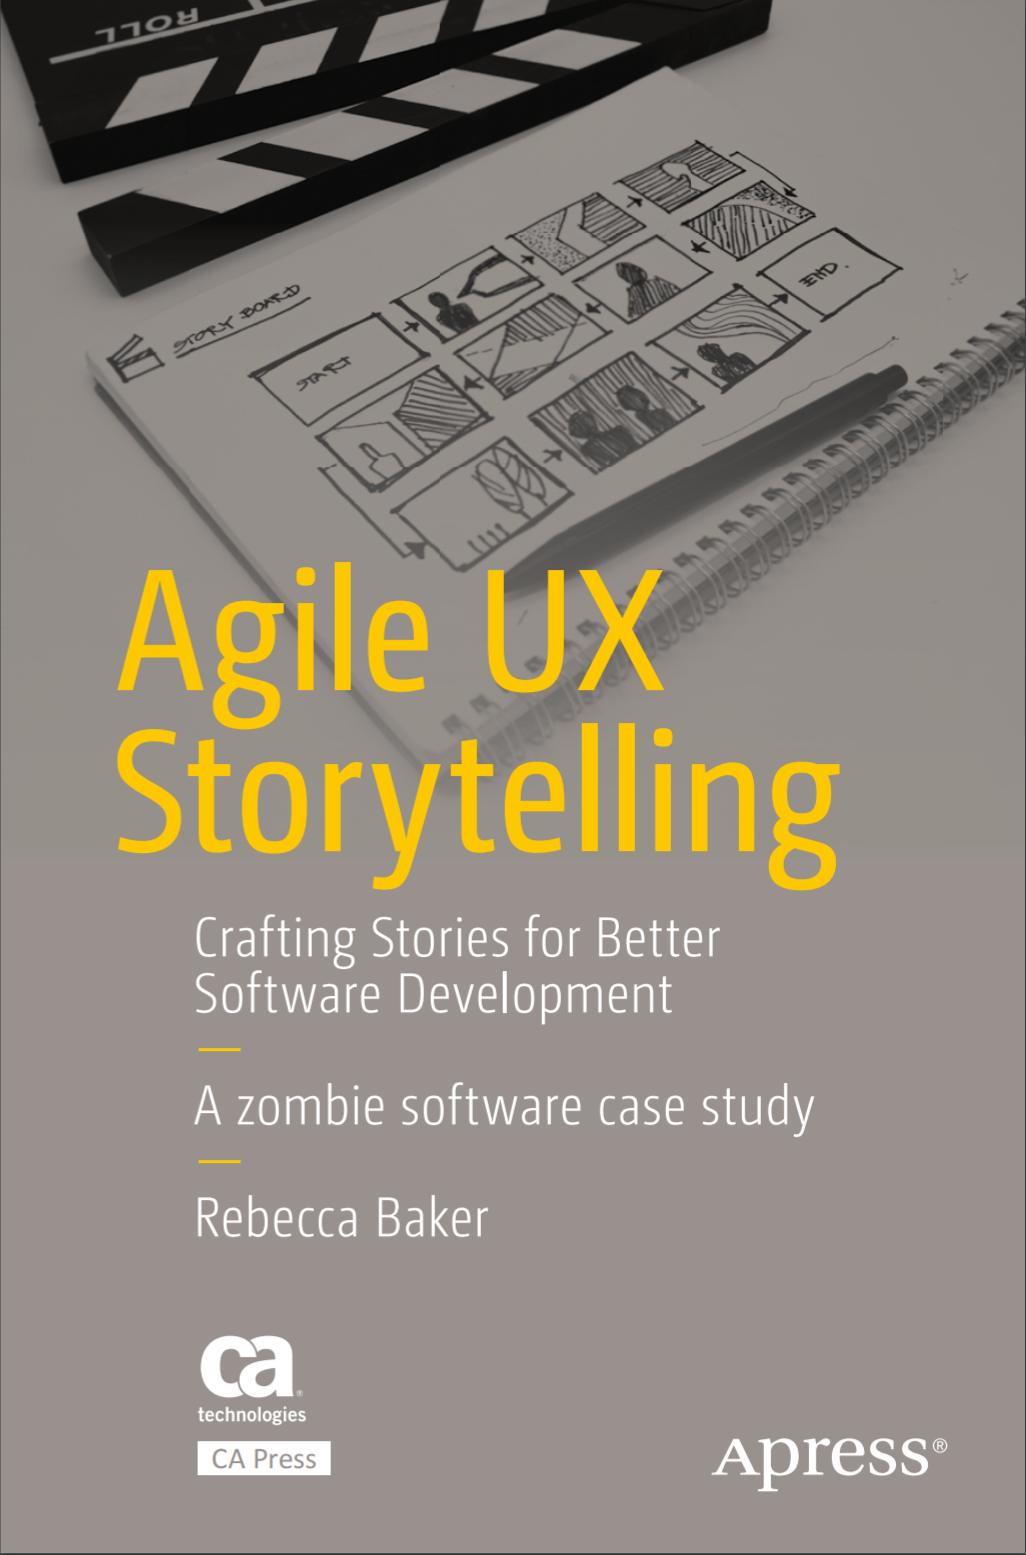 ROLL
STORY BOARD
START
END.
Agile UX
Storytelling
Crafting Stories for Better
Software Development
A zombie software case study
Rebecca Baker
ca®
technologies
CA Press
Apress®